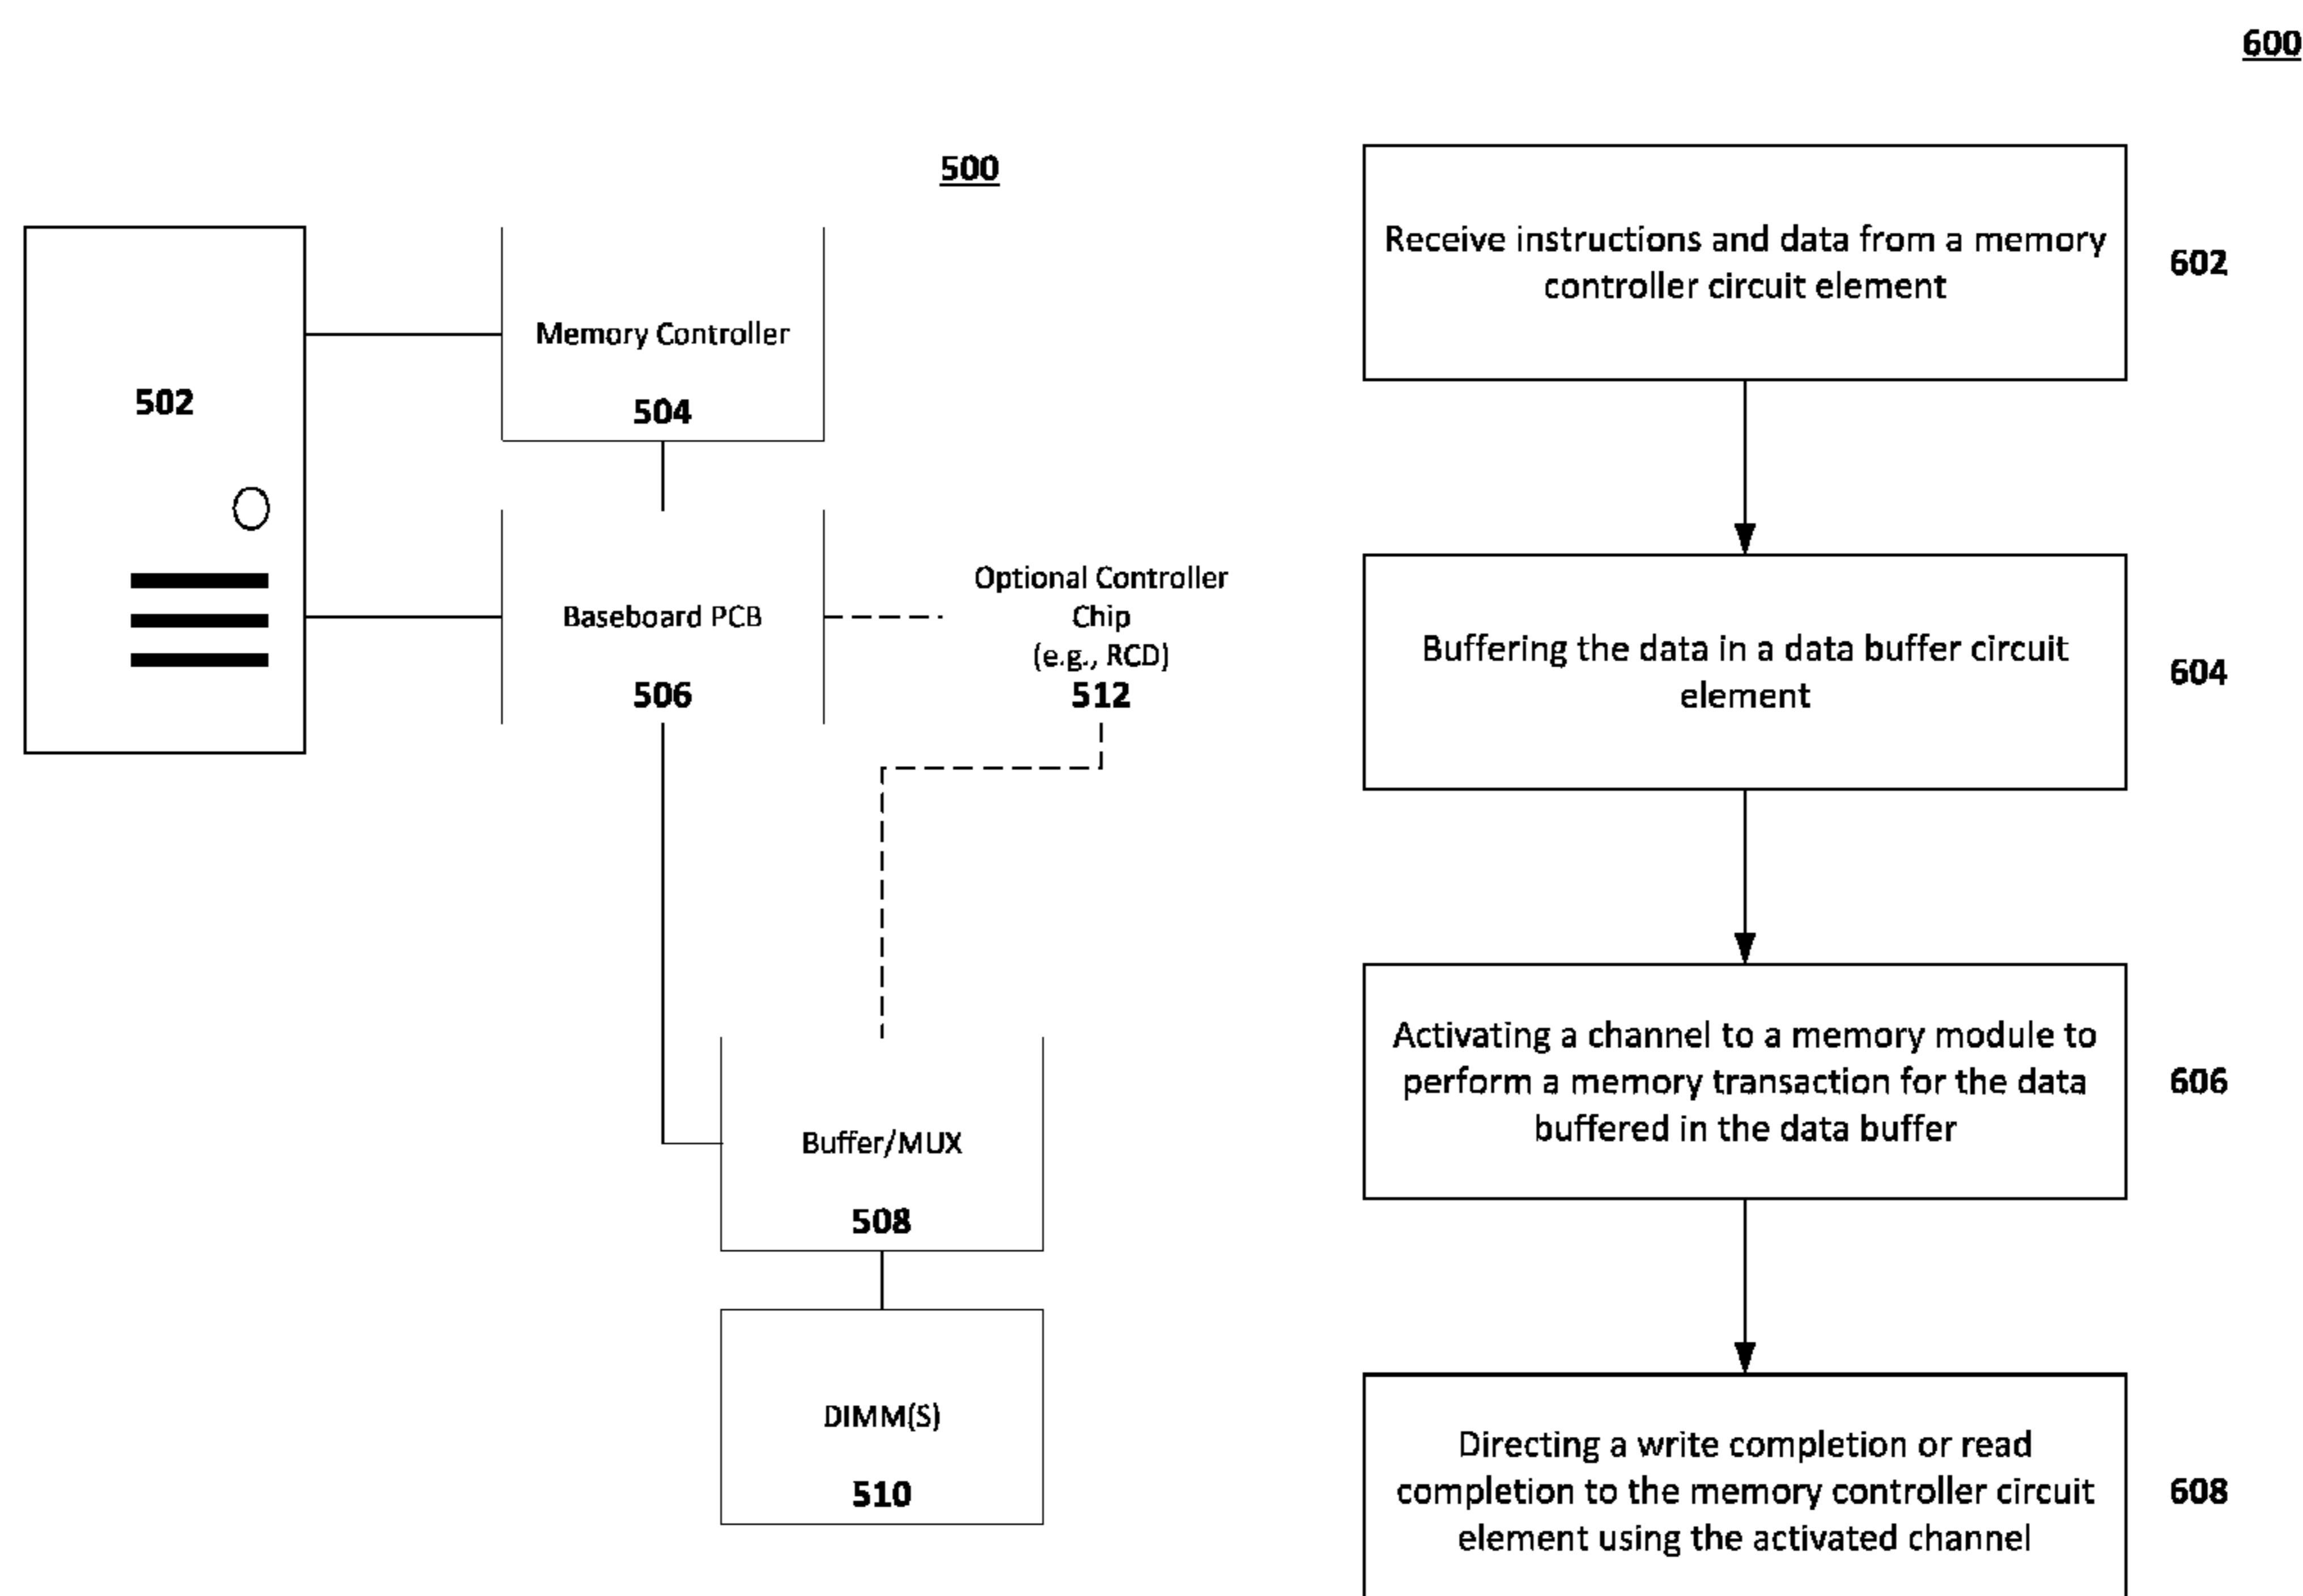 600
500
502
Memory Controller
504
Baseboard PCB
506
Optional Controller
Chip
(e.g., RCD)
512
Buffer/MUX
508
DIMM(S)
510
Receive instructions and data from a memory
controller circuit element
602
Buffering the data in a data buffer circuit
element
604
Activating a channel to a memory module to
perform a memory transaction for the data
buffered in the data buffer
606
Directing a write completion or read
completion to the memory controller circuit
element using the activated channel
608